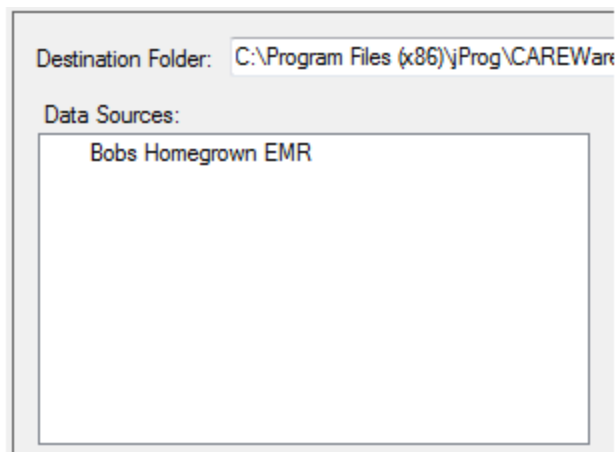 Destination Folder: C:\Program Files (x86)\jProg\CAREWare
Data Sources:
Bobs Homegrown EMR